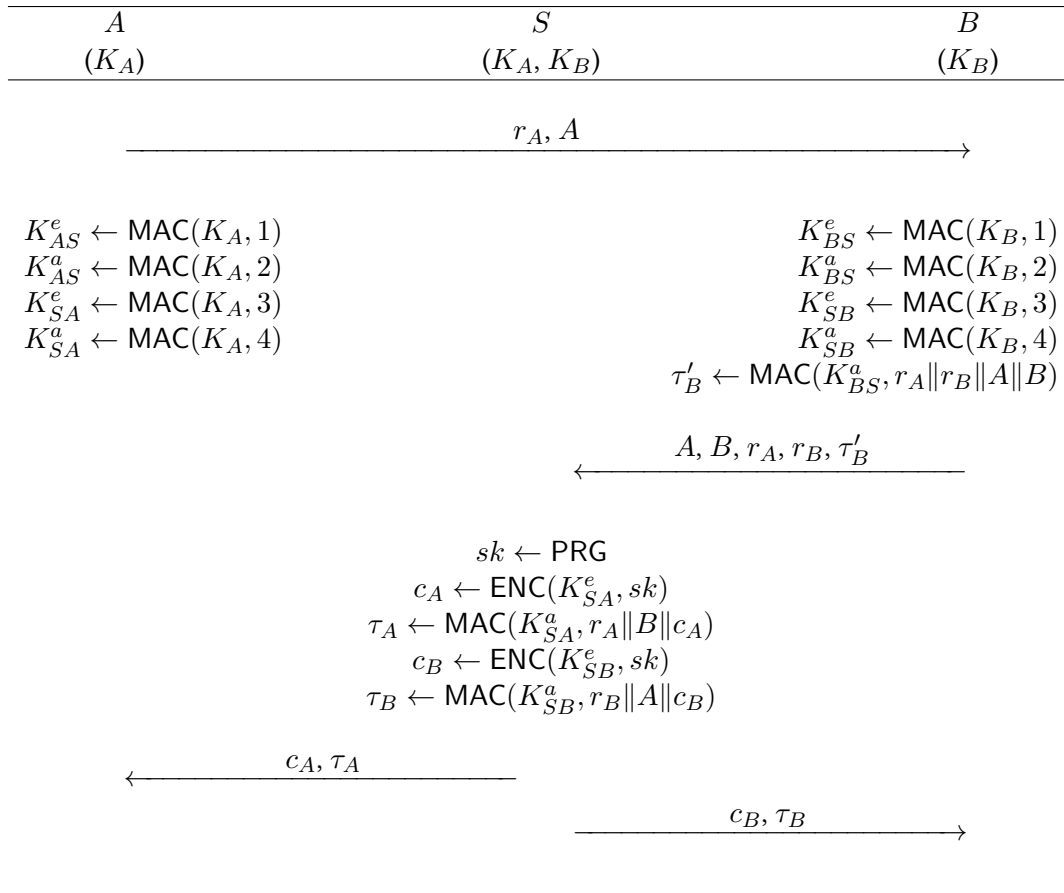 A S B
(K_A) (K_A, K_B) (K_B)
r_A, A
K^e_{AS} ← MAC(K_A, 1) K^e_{BS} ← MAC(K_B, 1)
K^a_{AS} ← MAC(K_A, 2) K^a_{BS} ← MAC(K_B, 2)
K^e_{SA} ← MAC(K_A, 3) K^e_{SB} ← MAC(K_B, 3)
K^a_{SA} ← MAC(K_A, 4) K^a_{SB} ← MAC(K_B, 4)
τ'_B ← MAC(K^a_{BS}, r_A‖r_B‖A‖B)
A, B, r_A, r_B, τ'_B
sk ← PRG
c_A ← ENC(K^e_{SA}, sk)
τ_A ← MAC(K^a_{SA}, r_A‖B‖c_A)
c_B ← ENC(K^e_{SB}, sk)
τ_B ← MAC(K^a_{SB}, r_B‖A‖c_B)
c_A, τ_A
c_B, τ_B